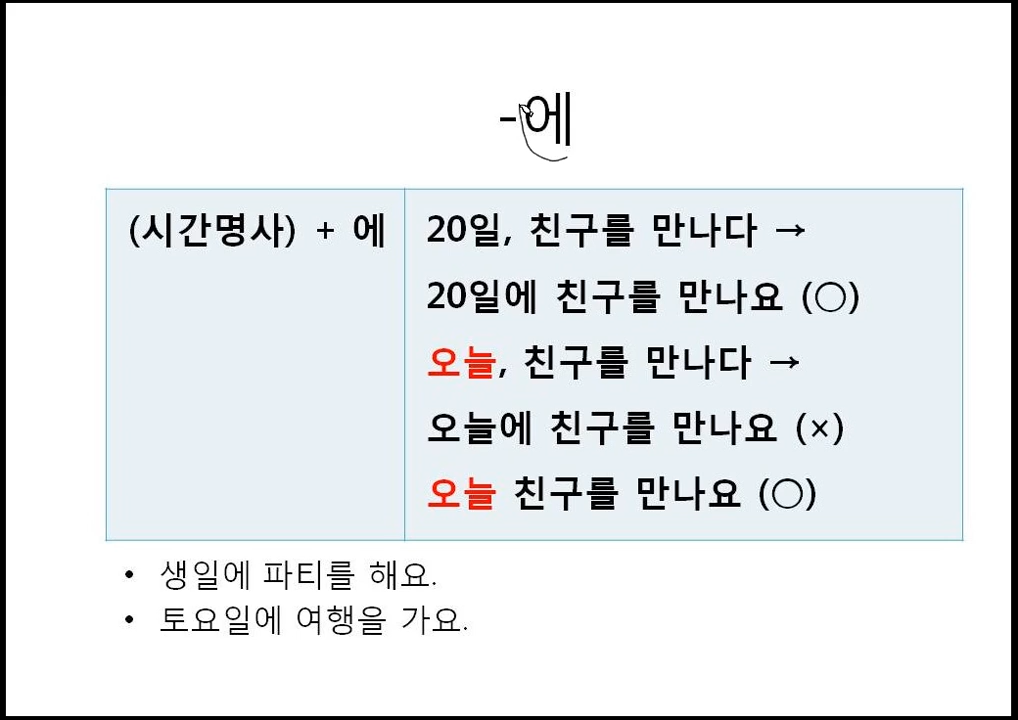 -에
(시간명사) + 에
20일, 친구를 만나다 →
20일에 친구를 만나요 (○)
오늘, 친구를 만나다 →
오늘에 친구를 만나요 (×)
오늘 친구를 만나요 (○)
• 생일에 파티를 해요.
• 토요일에 여행을 가요.